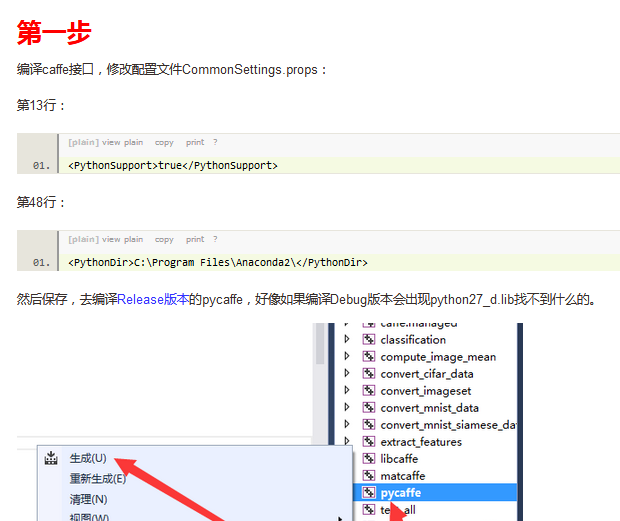 第一步
编译caffe接口，修改配置文件CommonSettings.props：
第13行：
[plain] view plain copy print ?
01. <PythonSupport>true</PythonSupport>
第48行：
[plain] view plain copy print ?
01. <PythonDir>C:\Program Files\Anaconda2\</PythonDir>
然后保存，去编译Release版本的pycaffe，好像如果编译Debug版本会出现python27_d.lib找不到什么的。
caffe.managed
classification
compute_image_mean
convert_cifar_data
convert_imageset
convert_mnist_data
convert_mnist_siamese_dat
extract_features
libcaffe
matcaffe
pycaffe
生成(U)
重新生成(E)
清理(N)
视图(W)